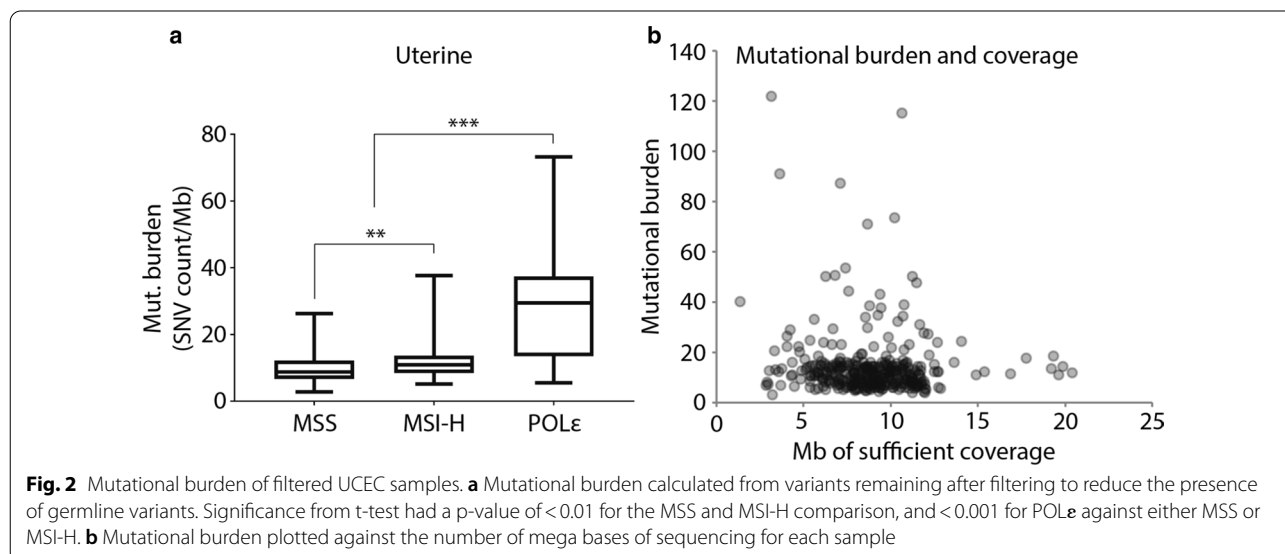 a
Uterine
***
**
Mut. burden
(SNV count/Mb)
80
60
40
20
0
MSS MSI-H POLε
b
Mutational burden and coverage
Mutational burden
140
120
100
80
60
40
20
0
0 5 10 15 20 25
Mb of sufficient coverage
Fig. 2 Mutational burden of filtered UCEC samples. a Mutational burden calculated from variants remaining after filtering to reduce the presence
of germline variants. Significance from t-test had a p-value of < 0.01 for the MSS and MSI-H comparison, and < 0.001 for POLε against either MSS or
MSI-H. b Mutational burden plotted against the number of mega bases of sequencing for each sample